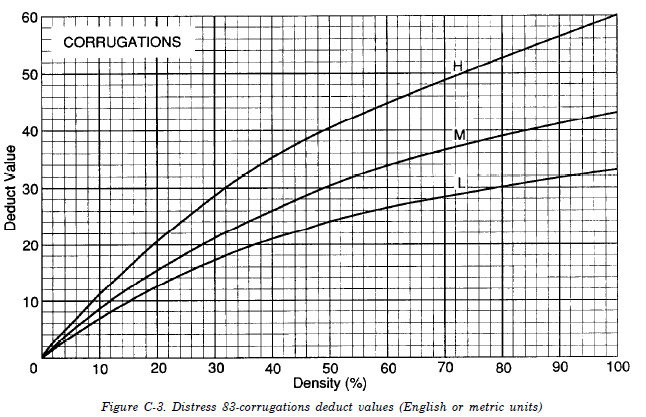 60
CORRUGATIONS
H
50
40
M
Deduct Value
30
L
20
10
0 10 20 30 40 50 60 70 80 90 100
Density (%)
Figure C-3. Distress 83-corrugations deduct values (English or metric units)